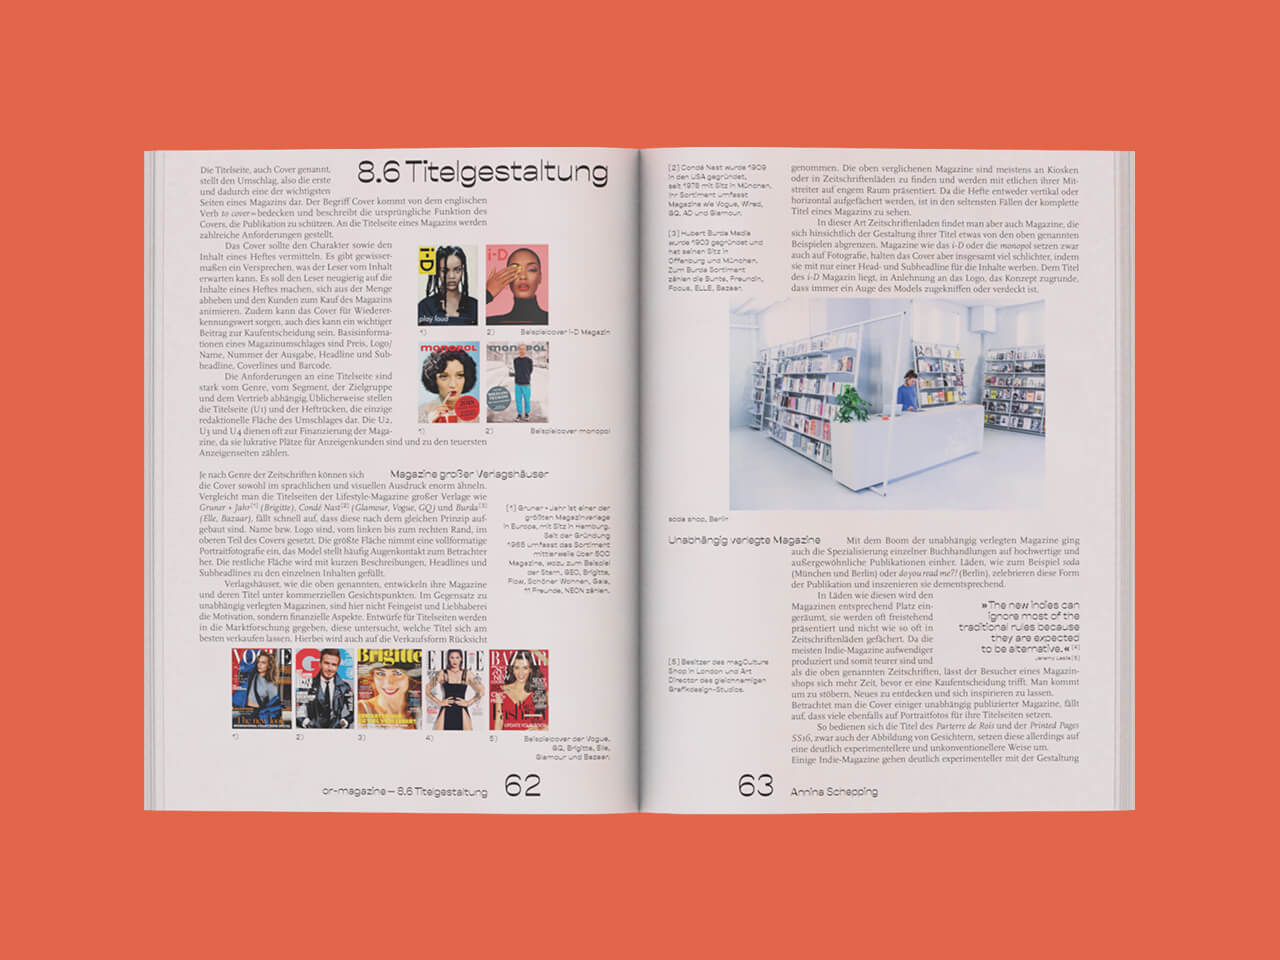 8.6 Titelgestaltung
Die Titelseite, auch Cover genannt,
stellt den Umschlag, also die erste
und dadurch eine der wichtigsten
Seiten eines Magazins dar. Der Begriff Cover kommt von dem englischen
Verb to cover = bedecken und beschreibt die ursprüngliche Funktion des
Covers, die Publikation zu schützen. An die Titelseite eines Magazins werden
zahlreiche Anforderungen gestellt.
Das Cover sollte den Charakter sowie den
Inhalt eines Heftes vermitteln. Es gibt gewisser-
maßen ein Versprechen, was der Leser vom Inhalt
erwarten kann. Es soll den Leser neugierig auf die
Inhalte eines Heftes machen, sich aus der Menge
abheben und den Kunden zum Kauf des Magazins
animieren. Zudem kann das Cover für Wiederer-
kennungswert sorgen, auch dies kann ein wichtiger
Beitrag zur Kaufentscheidung sein. Basisinforma-
tionen eines Magazinumschlages sind Preis, Logo/
Name, Nummer der Ausgabe, Headline und Sub-
headline, Coverlines und Barcode.
Die Anforderungen an eine Titelseite sind
stark vom Genre, vom Segment, der Zielgruppe
und dem Vertrieb abhängig. Üblicherweise stellen
die Titelseite (U1) und der Heftrücken, die einzige
redaktionelle Fläche des Umschlages dar. Die U2,
U3 und U4 dienen oft zur Finanzierung der Maga-
zine, da sie lukrative Plätze für Anzeigenkunden sind und zu den teuersten
Anzeigenseiten zählen.
i-D
play loud
i-D
1) 2) Beispielcover i-D Magazin
monopol
monopol
1) 2) Beispielcover monopol
Magazine großer Verlagshäuser
Je nach Genre der Zeitschriften können sich
die Cover sowohl im sprachlichen und visuellen Ausdruck enorm ähneln.
Vergleicht man die Titelseiten der Lifestyle-Magazine großer Verlage wie
Gruner + Jahr[1] (Brigitte), Condé Nast[2] (Glamour, Vogue, GQ) und Burda[3]
(Elle, Bazaar), fällt schnell auf, dass diese nach dem gleichen Prinzip auf-
gebaut sind. Name bzw. Logo sind, vom linken bis zum rechten Rand, im
oberen Teil des Covers gesetzt. Die größte Fläche nimmt eine vollformatige
Portraitfotografie ein, das Model stellt häufig Augenkontakt zum Betrachter
her. Die restliche Fläche wird mit kurzen Beschreibungen, Headlines und
Subheadlines zu den einzelnen Inhalten gefüllt.
Verlagshäuser, wie die oben genannten, entwickeln ihre Magazine
und deren Titel unter kommerziellen Gesichtspunkten. Im Gegensatz zu
unabhängig verlegten Magazinen, sind hier nicht Feingeist und Liebhaberei
die Motivation, sondern finanzielle Aspekte. Entwürfe für Titelseiten werden
in die Marktforschung gegeben, diese untersucht, welche Titel sich am
besten verkaufen lassen. Hierbei wird auch auf die Verkaufsform Rücksicht
[1] Gruner + Jahr ist einer der
größten Magazinverlage
in Europa, mit Sitz in Hamburg.
Seit der Gründung
1965 umfasst das Sortiment
mittlerweile über 500
Magazine, wozu zum Beispiel
der Stern, GEO, Brigitte,
Flow, Schöner Wohnen, Gala,
11 Freunde, NEON zählen.
VOGUE
The new look
GQ
Brigitte
ELLE
BAZAAR
1) 2) 3) 4) 5) Beispielcover der Vogue,
GQ, Brigitte, Elle,
Glamour und Bazaar.
or-magazine – 8.6 Titelgestaltung 62
[2] Condé Nast wurde 1909
in den USA gegründet,
seit 1978 mit Sitz in München.
Ihr Sortiment umfasst
Magazine wie Vogue, Wired,
GQ, AD und Glamour.
[3] Hubert Burda Media
wurde 1903 gegründet und
hat seinen Sitz in
Offenburg und München.
Zum Burda Sortiment
zählen die Bunte, Freundin,
Focus, ELLE, Bazaar.
genommen. Die oben verglichenen Magazine sind meistens an Kiosken
oder in Zeitschriftenläden zu finden und werden mit etlichen ihrer Mit-
streiter auf engem Raum präsentiert. Da die Hefte entweder vertikal oder
horizontal aufgefächert werden, ist in den seltensten Fällen der komplette
Titel eines Magazins zu sehen.
In dieser Art Zeitschriftenladen findet man aber auch Magazine, die
sich hinsichtlich der Gestaltung ihrer Titel etwas von den oben genannten
Beispielen abgrenzen. Magazine wie das i-D oder die monopol setzen zwar
auch auf Fotografie, halten das Cover aber insgesamt viel schlichter, indem
sie mit nur einer Head- und Subheadline für die Inhalte werben. Dem Titel
des i-D Magazin liegt, in Anlehnung an das Logo, das Konzept zugrunde,
dass immer ein Auge des Models zugekniffen oder verdeckt ist.
soda shop, Berlin
Unabhängig verlegte Magazine
Mit dem Boom der unabhängig verlegten Magazine ging
auch die Spezialisierung einzelner Buchhandlungen auf hochwertige und
außergewöhnliche Publikationen einher. Läden, wie zum Beispiel soda
(München und Berlin) oder do you read me?! (Berlin), zelebrieren diese Form
der Publikation und inszenieren sie dementsprechend.
In Läden wie diesen wird den
Magazinen entsprechend Platz ein-
geräumt, sie werden oft freistehend
präsentiert und nicht wie so oft in
Zeitschriftenläden gefächert. Da die
meisten Indie-Magazine aufwendiger
produziert und somit teurer sind und
als die oben genannten Zeitschriften, lässt der Besucher eines Magazin-
shops sich mehr Zeit, bevor er eine Kaufentscheidung trifft. Man kommt
um zu stöbern, Neues zu entdecken und sich inspirieren zu lassen.
Betrachtet man die Cover einiger unabhängig publizierter Magazine, fällt
auf, dass viele ebenfalls auf Portraitfotos für ihre Titelseiten setzen.
So bedienen sich die Titel des Parterre de Rois und der Printed Pages
SS16, zwar auch der Abbildung von Gesichtern, setzen diese allerdings auf
eine deutlich experimentellere und unkonventionellere Weise um.
Einige Indie-Magazine gehen deutlich experimenteller mit der Gestaltung
»The new indies can
ignore most of the
traditional rules because
they are expected
to be alternative.« [4]
Jeremy Leslie [5]
[5] Besitzer des magCulture
Shop in London und Art
Director des gleichnamigen
Grafikdesign-Studios.
63 Annina Schepping